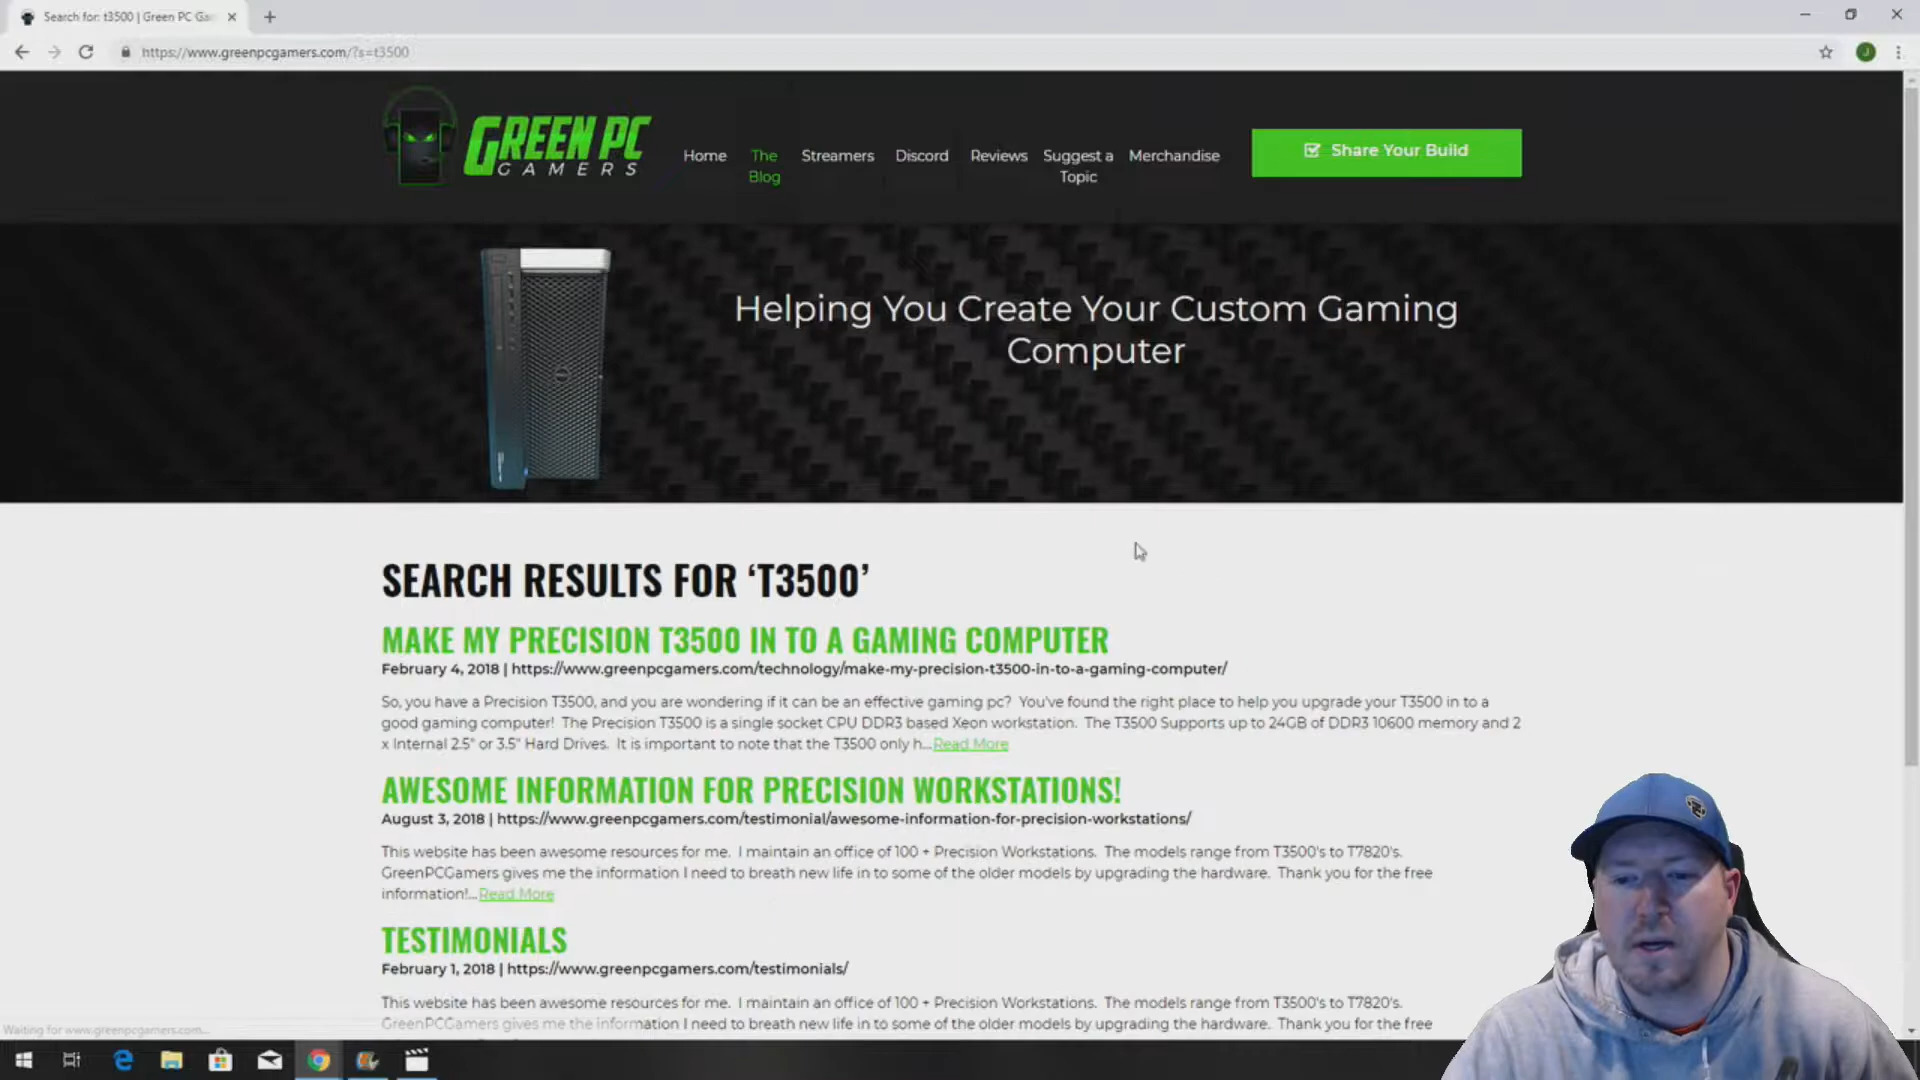 Search for: t3500 | Green PC Ga
https://www.greenpcgamers.com/?s=t3500
J
GREEN PC
GAMERS
Home
The
Blog
Streamers
Discord
Reviews
Suggest a
Topic
Merchandise
Share Your Build
Helping You Create Your Custom Gaming
Computer
SEARCH RESULTS FOR ‘T3500’
MAKE MY PRECISION T3500 IN TO A GAMING COMPUTER
February 4, 2018 | https://www.greenpcgamers.com/technology/make-my-precision-t3500-in-to-a-gaming-computer/
So, you have a Precision T3500, and you are wondering if it can be an effective gaming pc? You've found the right place to help you upgrade your T3500 in to a
good gaming computer! The Precision T3500 is a single socket CPU DDR3 based Xeon workstation. The T3500 Supports up to 24GB of DDR3 10600 memory and 2
x Internal 2.5" or 3.5" Hard Drives. It is important to note that the T3500 only h...Read More
AWESOME INFORMATION FOR PRECISION WORKSTATIONS!
August 3, 2018 | https://www.greenpcgamers.com/testimonial/awesome-information-for-precision-workstations/
This website has been awesome resources for me. I maintain an office of 100 + Precision Workstations. The models range from T3500's to T7820's.
GreenPCGamers gives me the information I need to breath new life in to some of the older models by upgrading the hardware. Thank you for the free
information!...Read More
TESTIMONIALS
February 1, 2018 | https://www.greenpcgamers.com/testimonials/
This website has been awesome resources for me. I maintain an office of 100 + Precision Workstations. The models range from T3500's to T7820's.
GreenPCGamers gives me the information I need to breath new life in to some of the older models by upgrading the hardware. Thank you for the free
Waiting for www.greenpcgamers.com...